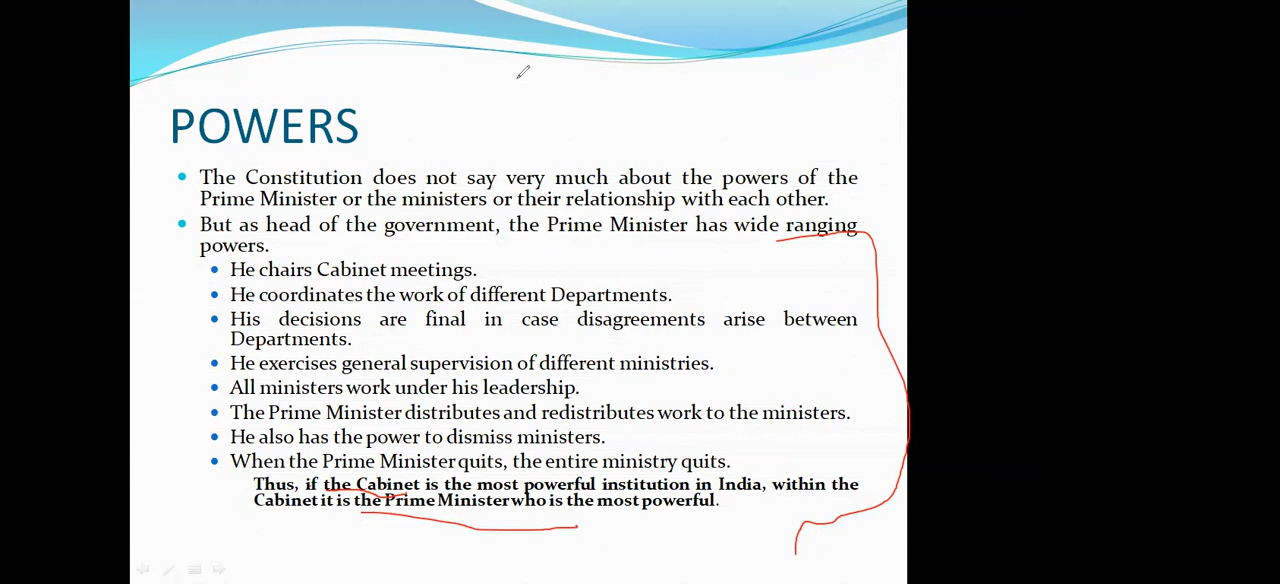 POWERS
The Constitution does not say very much about the powers of the
Prime Minister or the ministers or their relationship with each other.
But as head of the government, the Prime Minister has wide ranging
powers.
He chairs Cabinet meetings.
He coordinates the work of different Departments.
His decisions are final in case disagreements arise between
Departments.
He exercises general supervision of different ministries.
All ministers work under his leadership.
The Prime Minister distributes and redistributes work to the ministers.
He also has the power to dismiss ministers.
When the Prime Minister quits, the entire ministry quits.
Thus, if the Cabinet is the most powerful institution in India, within the
Cabinet it is the Prime Minister who is the most powerful.